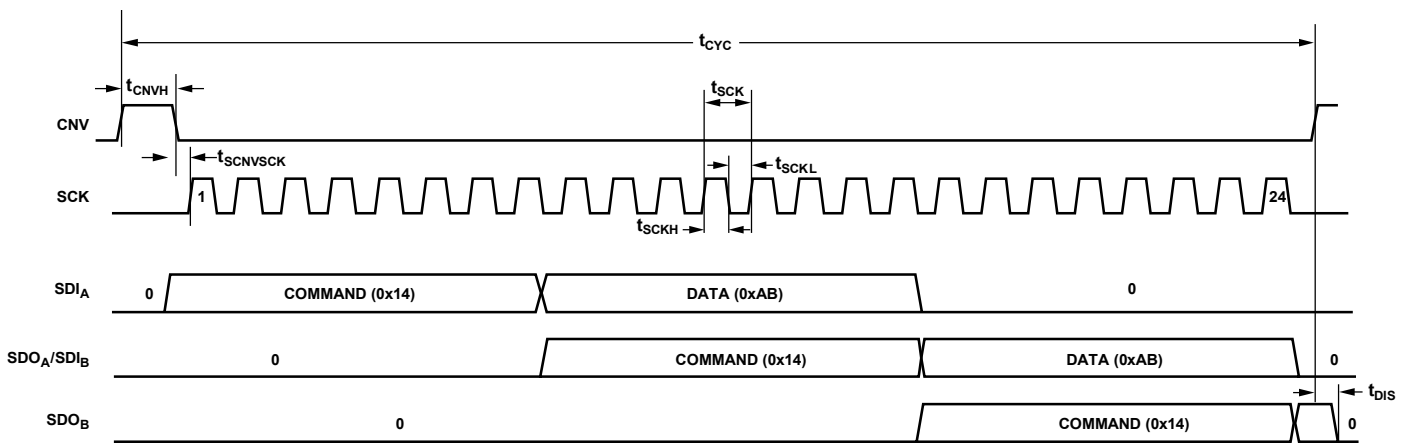 tCYC
tCNVH
tSCK
CNV
tSCNVSCK
tSCKL
SCK
1
24
tSCKH
SDIA
0
COMMAND (0x14)
DATA (0xAB)
0
SDOA/SDIB
0
COMMAND (0x14)
DATA (0xAB)
0
tDIS
SDOB
0
COMMAND (0x14)
0